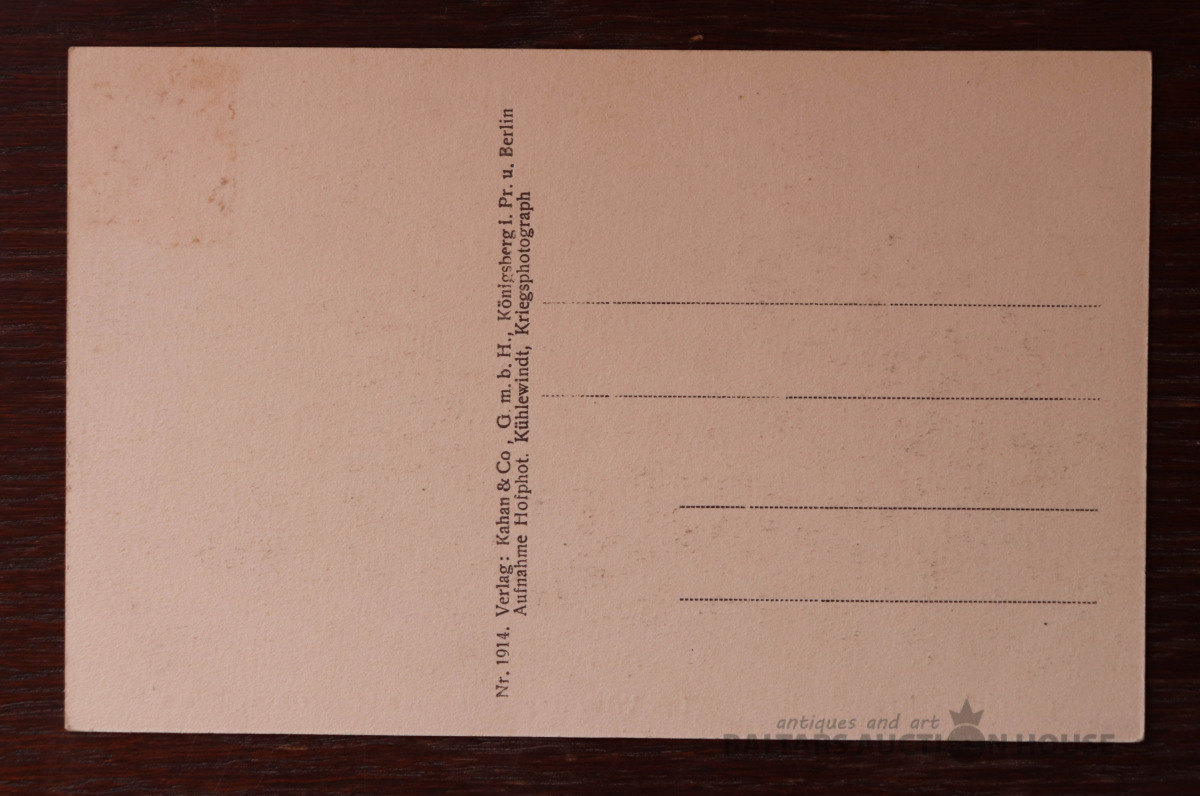 Nr. 1914. Verlag: Kahan & Co, G. m. b. H., Königsberg i. Pr. u. Berlin
Aufnahme Hofphot. Kühlewindt, Kriegsphotograph
antiques and art
BALTARS AUCTION HOUSE